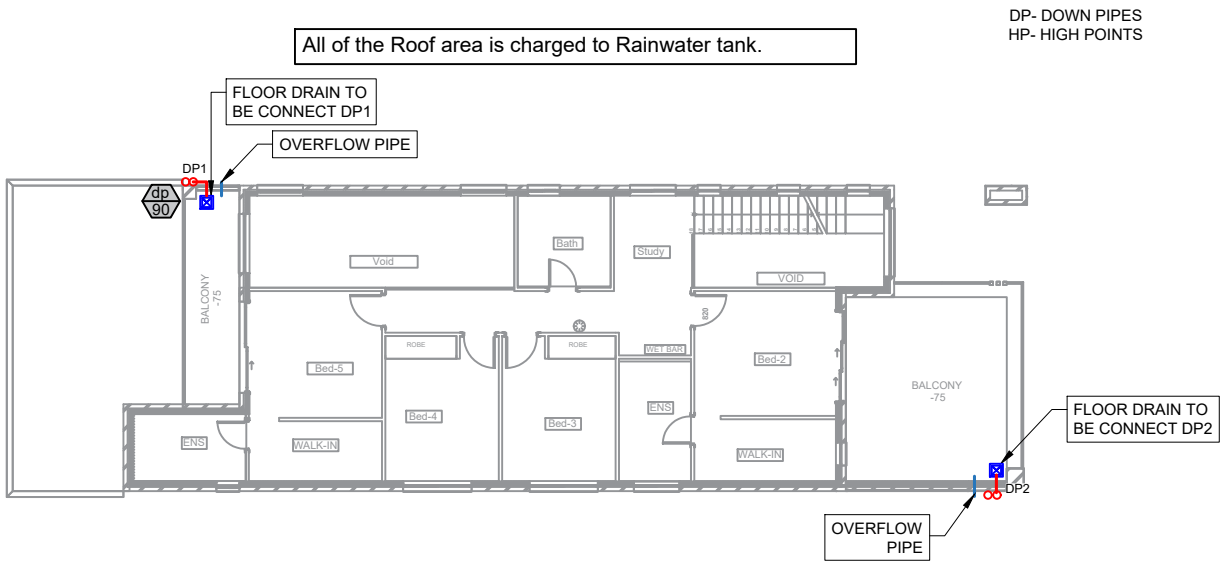 DP- DOWN PIPES
HP- HIGH POINTS
All of the Roof area is charged to Rainwater tank.
FLOOR DRAIN TO
BE CONNECT DP1
OVERFLOW PIPE
DP1
dp
90
Bath
Study
Void
VOID
BALCONY
-75
820
ROBE
ROBE
WET BAR
Bed-5
Bed-2
BALCONY
-75
Bed-4
Bed-3
ENS
ENS
WALK-IN
WALK-IN
FLOOR DRAIN TO
BE CONNECT DP2
DP2
OVERFLOW
PIPE